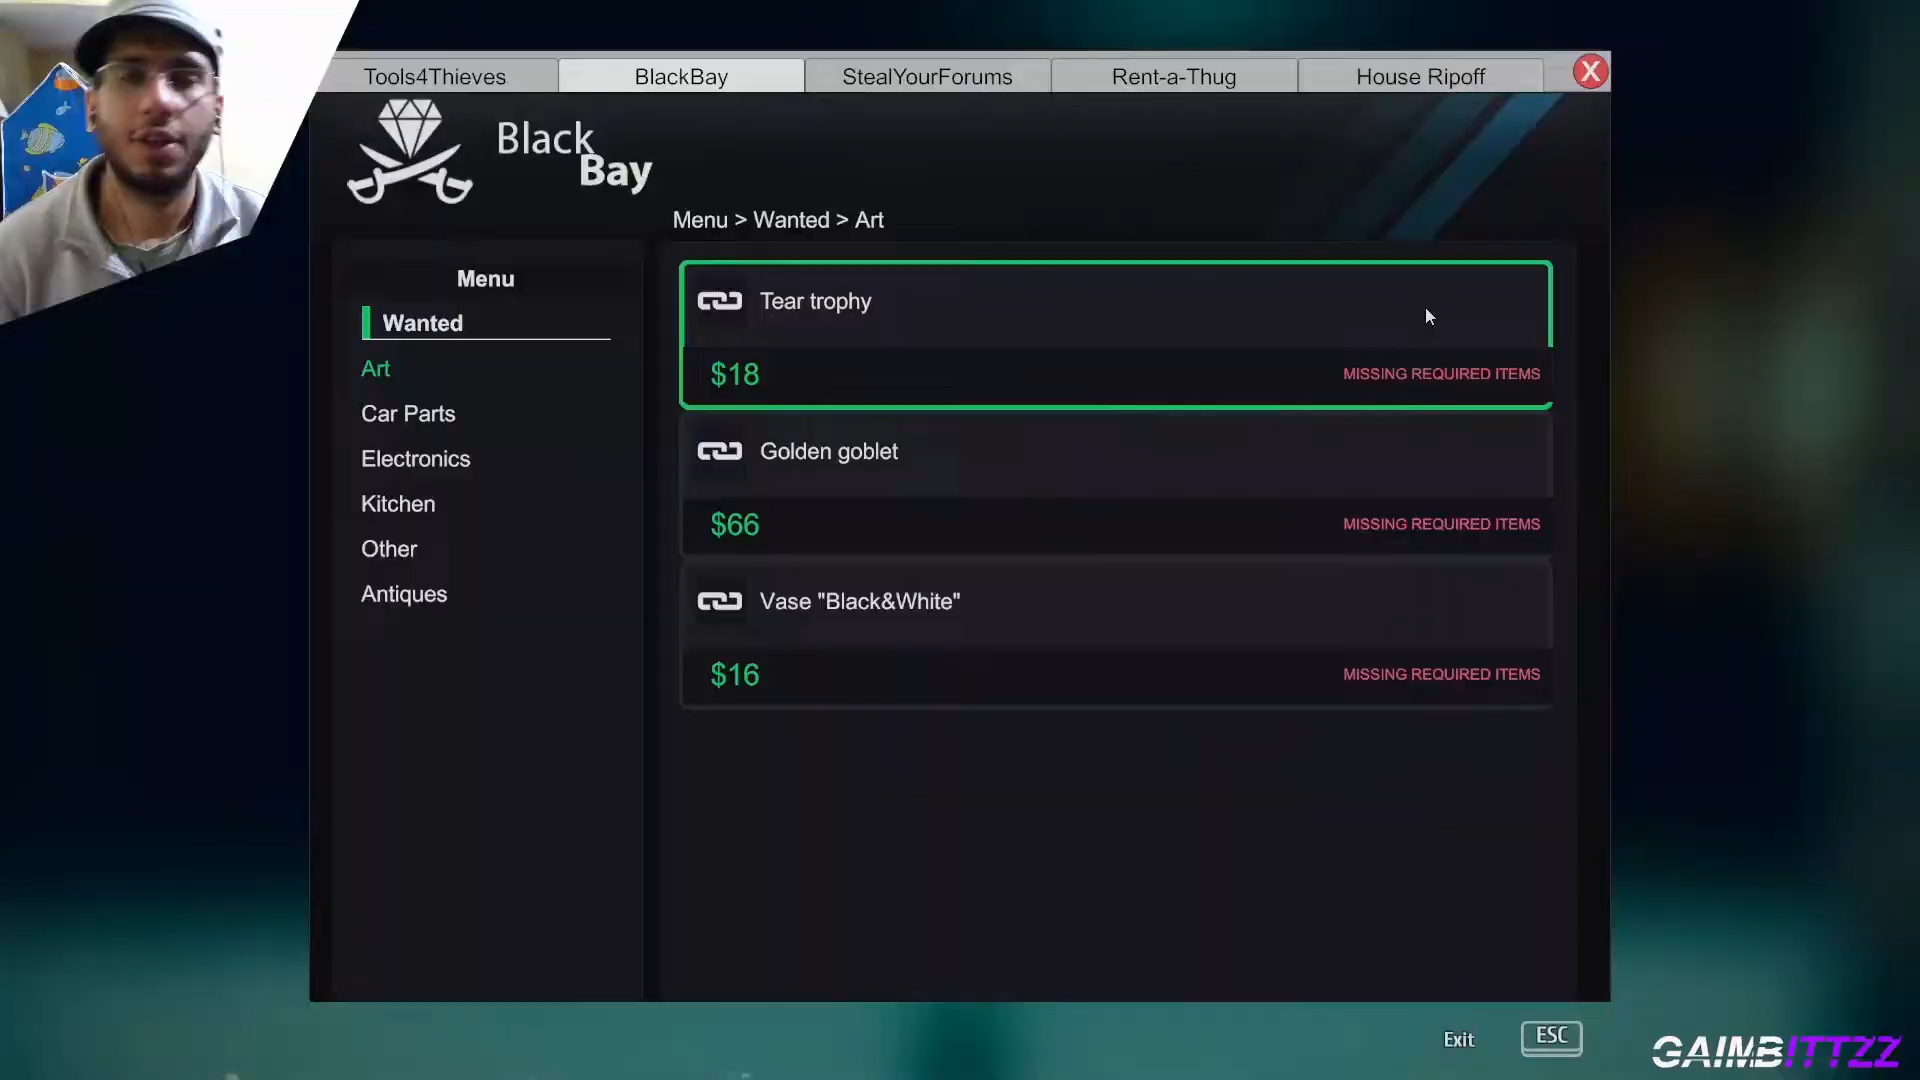 Tools4Thieves
BlackBay
StealYourForums
Rent-a-Thug
House Ripoff
X
Black
Bay
Menu > Wanted > Art
Menu
Wanted
Art
Car Parts
Electronics
Kitchen
Other
Antiques
Tear trophy
$18
MISSING REQUIRED ITEMS
Golden goblet
$66
MISSING REQUIRED ITEMS
Vase "Black&White"
$16
MISSING REQUIRED ITEMS
Exit
ESC
GAIMBITTZZ